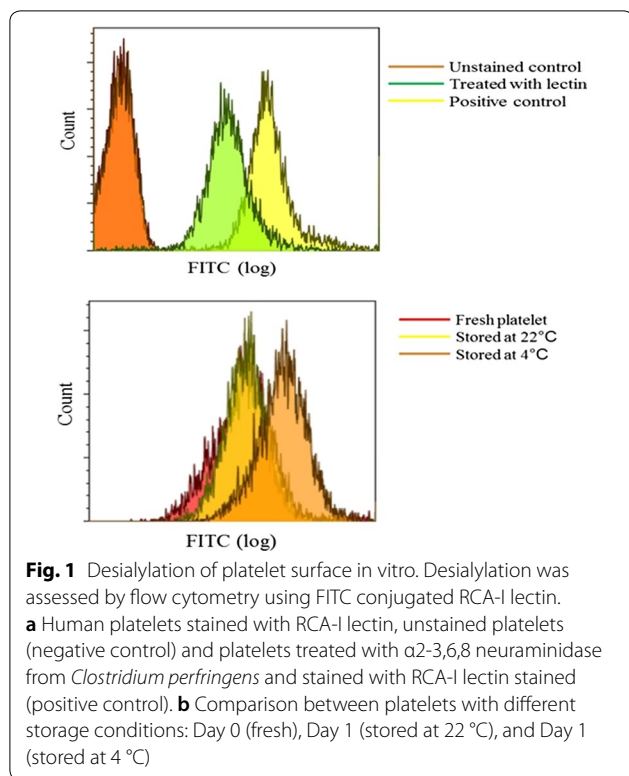 Unstained control
Treated with lectin
Positive control
Count
FITC (log)
Fresh platelet
Stored at 22°C
Stored at 4°C
Count
FITC (log)
Fig. 1 Desialylation of platelet surface in vitro. Desialylation was
assessed by flow cytometry using FITC conjugated RCA-I lectin.
a Human platelets stained with RCA-I lectin, unstained platelets
(negative control) and platelets treated with α2-3,6,8 neuraminidase
from Clostridium perfringens and stained with RCA-I lectin stained
(positive control). b Comparison between platelets with different
storage conditions: Day 0 (fresh), Day 1 (stored at 22 °C), and Day 1
(stored at 4 °C)